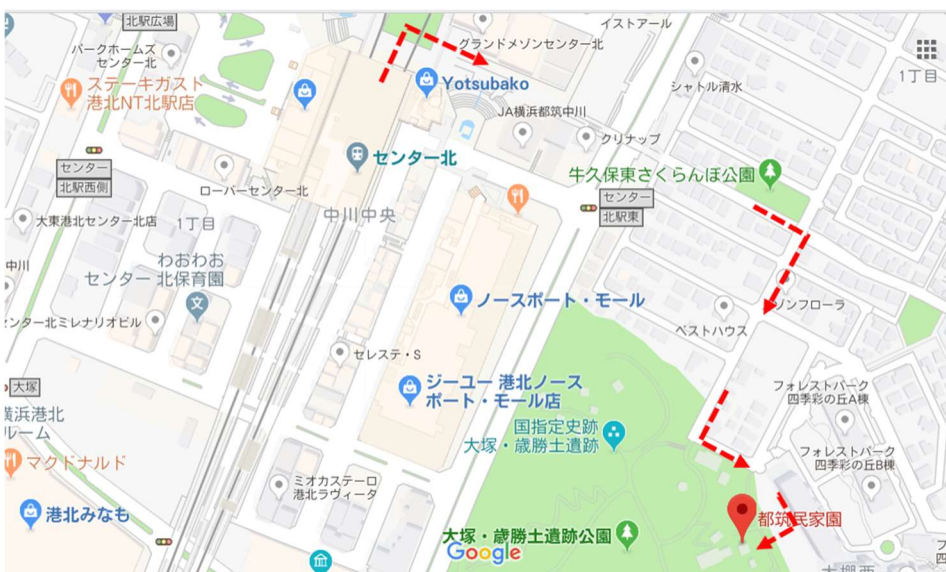 北駅広場
イストアール
グランドメゾンセンター北
パークホームズ
センター北
1丁目
ステーキガスト
港北NT北駅店
Yotsubako
シャトル清水
JA横浜都筑中川
クリナップ
センター北
センター
北駅西側
牛久保東さくらんぼ公園
ローバーセンター北
センター
北駅東
中川中央
大東港北センター北店
1丁目
わおわお
センター北保育園
中川
ノースポート・モール
ゾンフローラ
ンター北ミレナリオビル
ベストハウス
セレステ・S
大塚
ジーユー 港北ノース
ポート・モール店
フォレストパーク
四季彩の丘A棟
横浜港北
ルーム
国指定史跡
大塚・歳勝土遺跡
フォレストパーク
四季彩の丘B棟
マクドナルド
ミオカステーロ
港北ラヴィータ
港北みなも
都筑民家園
大塚・歳勝土遺跡公園
Google